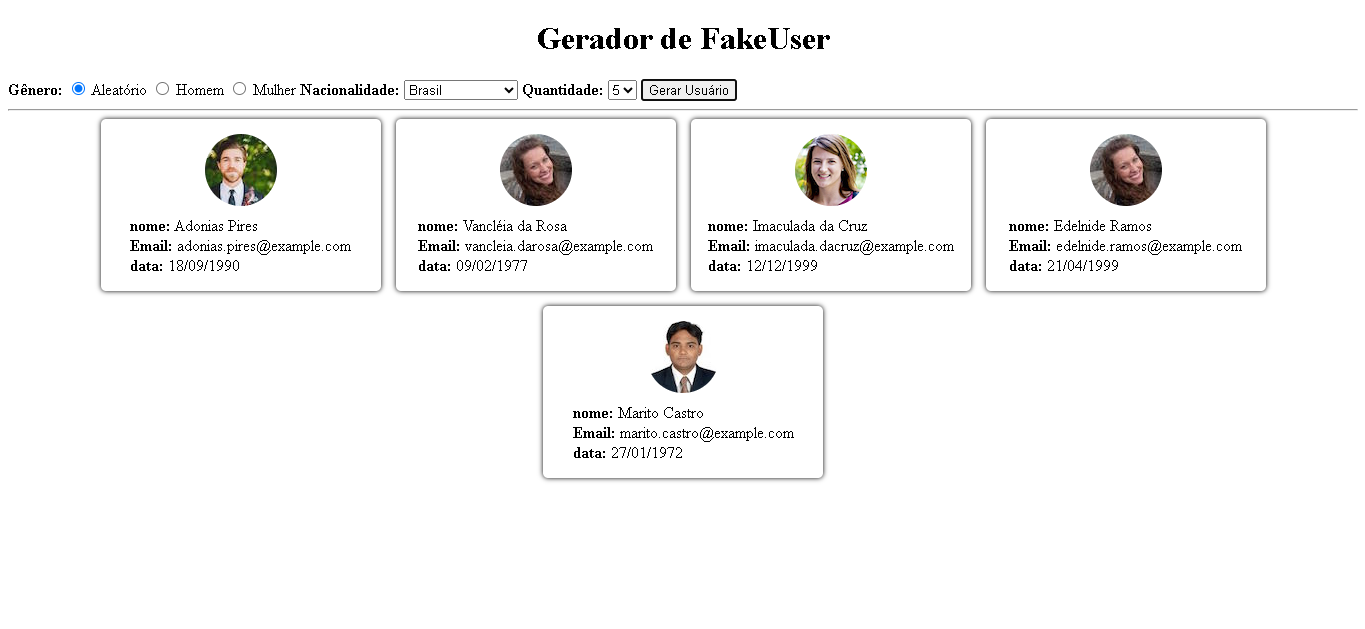 Gerador de FakeUser
Gênero: Aleatório Homem Mulher Nacionalidade: Brasil Quantidade: 5 Gerar Usuário
nome: Adonias Pires
Email: adonias.pires@example.com
data: 18/09/1990
nome: Vancléia da Rosa
Email: vancleia.darosa@example.com
data: 09/02/1977
nome: Imaculada da Cruz
Email: imaculada.dacruz@example.com
data: 12/12/1999
nome: Edelnide Ramos
Email: edelnide.ramos@example.com
data: 21/04/1999
nome: Marito Castro
Email: marito.castro@example.com
data: 27/01/1972